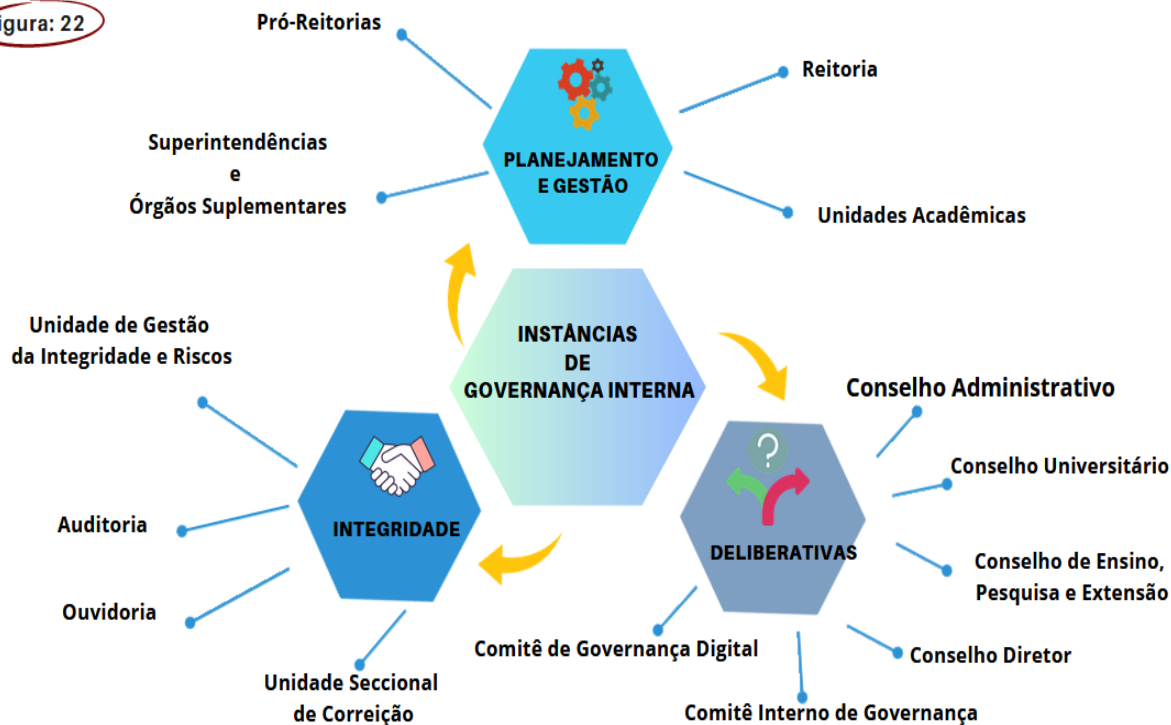 igura: 22
Pró-Reitorias
Reitoria
Superintendências
e
Órgãos Suplementares
PLANEJAMENTO
E GESTÃO
Unidades Acadêmicas
INSTÂNCIAS
DE
GOVERNANÇA INTERNA
Unidade de Gestão
da Integridade e Riscos
Auditoria
Ouvidoria
INTEGRIDADE
Unidade Seccional
de Correição
?
DELIBERATIVAS
Conselho Administrativo
Conselho Universitário
Conselho de Ensino,
Pesquisa e Extensão
Conselho Diretor
Comitê de Governança Digital
Comitê Interno de Governança